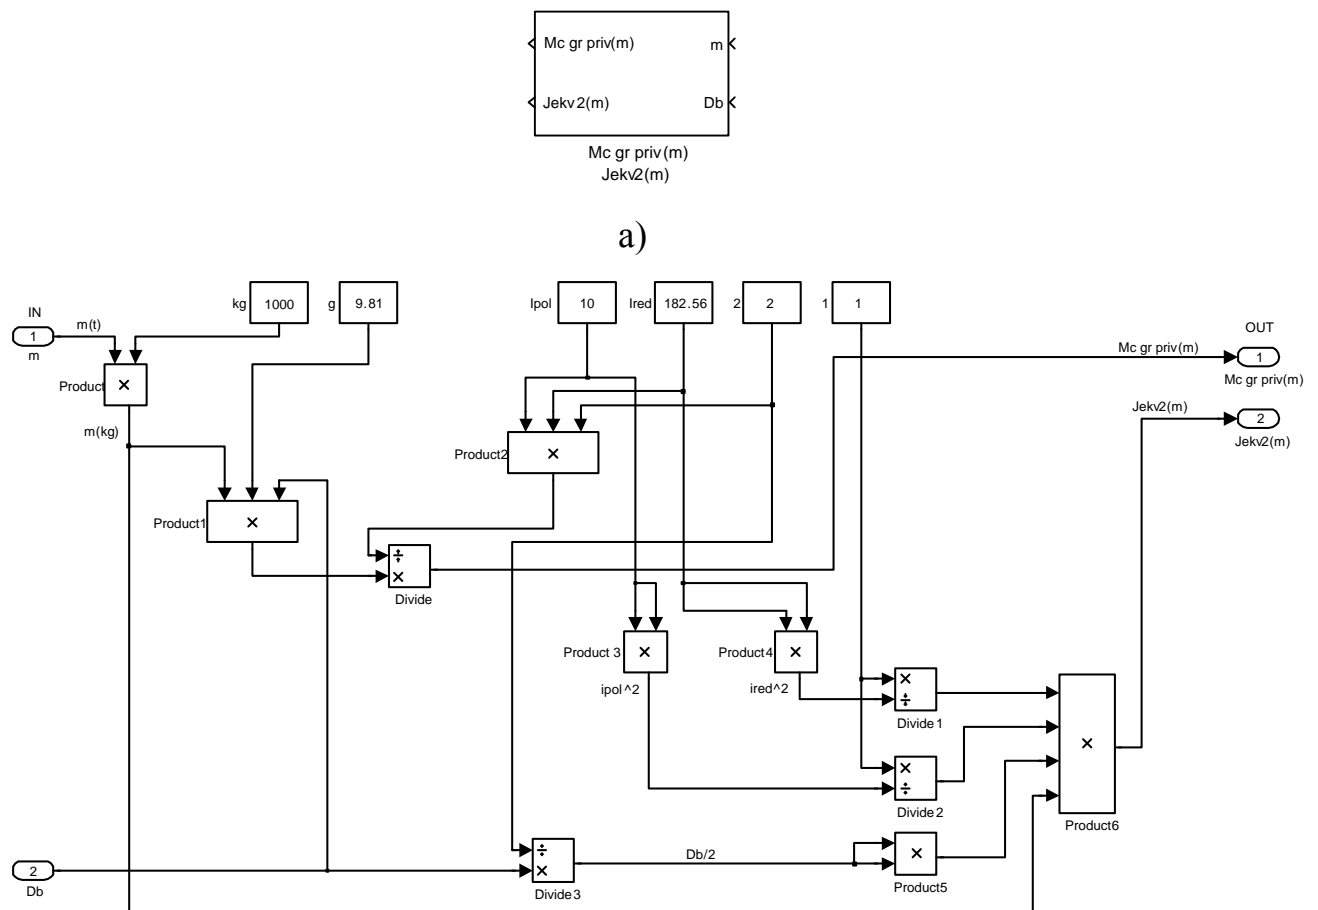 Mc gr priv(m) m
Jekv2(m) Db
Mc gr priv(m)
Jekv2(m)
a)
kg 1000 g 9.81 Ipol 10 Ired 182.56 2 2 1 1
IN
1
m
m(t)
OUT
Mc gr priv(m)
1
Mc gr priv(m)
Product ×
Jekv2(m)
2
Jekv2(m)
m(kg)
Product2 ×
Product1 ×
÷
×
Divide
Product 3 ×
Product4 ×
ipol^2
ired^2
×
÷
Divide1
×
×
÷
Divide2
Product6
÷
×
Divide3
Db/2
×
Product5
2
Db